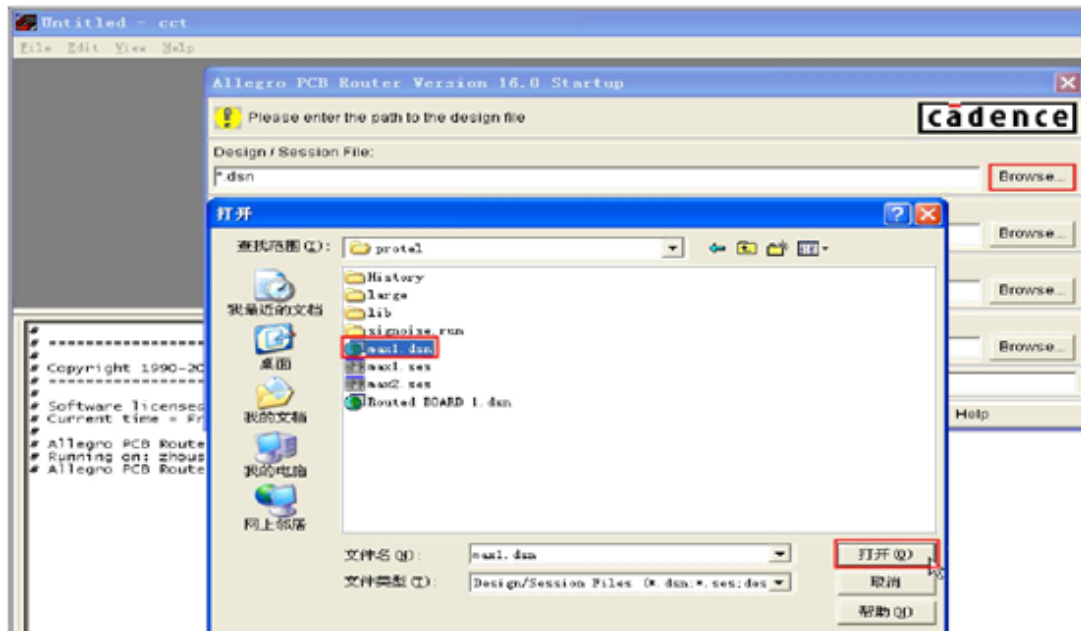 Untitled - cct
File Edit View Help
Allegro PCB Router Version 16.0 Startup
Please enter the path to the design file
cādence
Design / Session File:
*.dsn
Browse...
打开
Browse...
查找范围(I):
protel
History
large
lib
signoise.run
max1.dsn
max1.ses
max2.ses
Routed BOARD 1.dsn
Browse...
Browse...
我最近的文档
桌面
我的文档
我的电脑
网上邻居
# Copyright 1990-20
# Software licenses
# Current time = Fr
# Allegro PCB Route
# Running on: zhous
# Allegro PCB Route
Help
文件名(N):
max1.dsn
打开(O)
文件类型(T):
Design/Session Files (*.dsn;*.ses;des
取消
帮助(H)